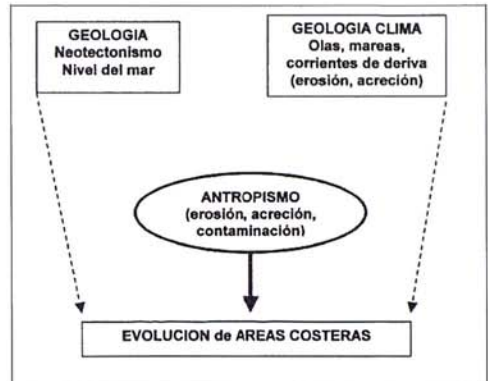 GEOLOGIA
Neotectonismo
Nivel del mar
GEOLOGIA CLIMA
Olas, mareas,
corrientes de deriva
(erosión, acreción)
ANTROPISMO
(erosión, acreción,
contaminación)
EVOLUCION de AREAS COSTERAS